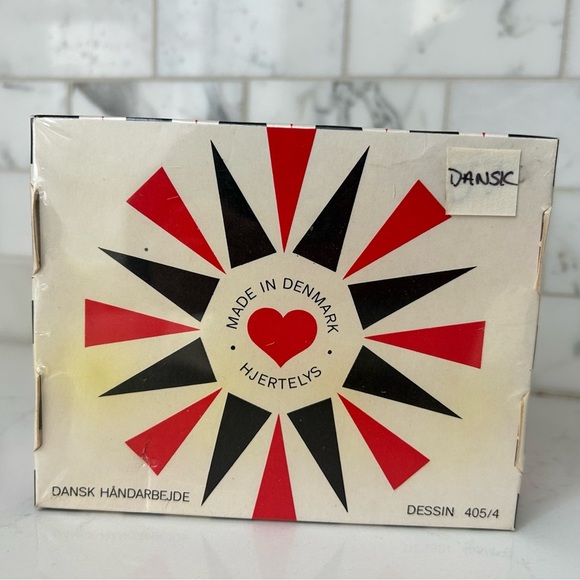 DANSK
MADE IN DENMARK
• HJERTELYS •
DANSK HÅNDARBEJDE
DESSIN 405/4